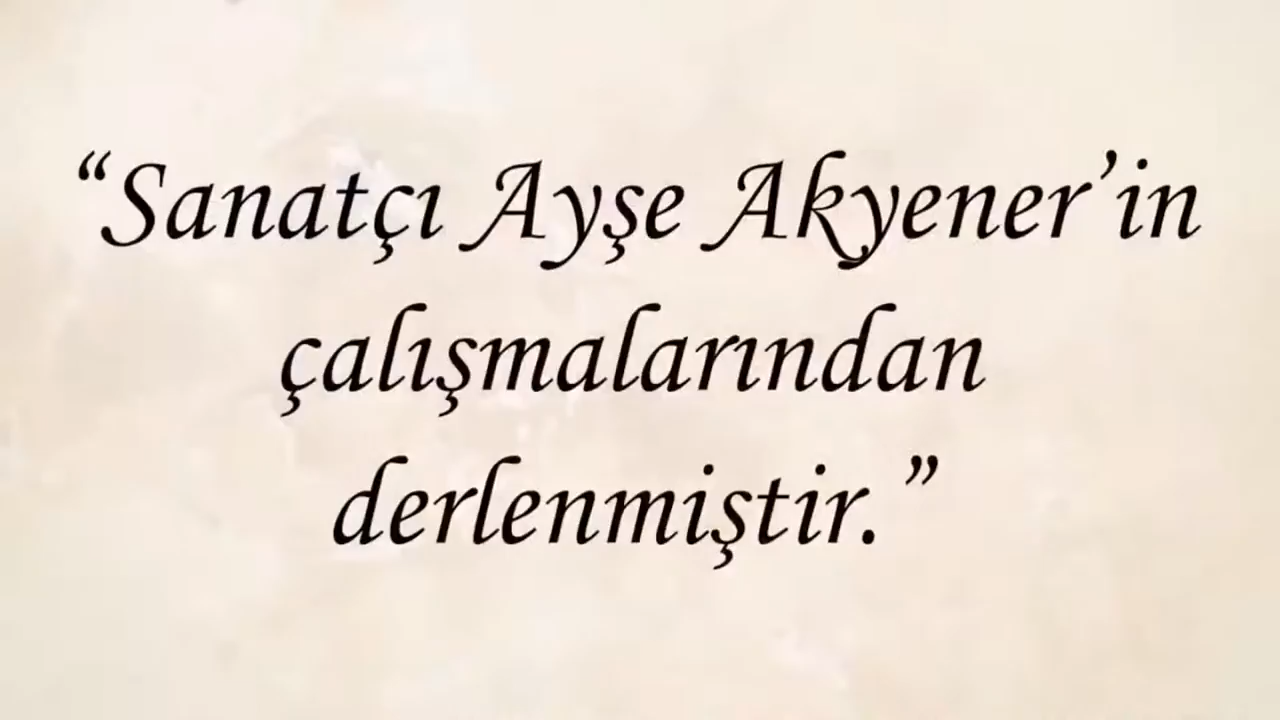 “Sanatçı Ayşe Akyener’in
çalışmalarından
derlenmiştir.”